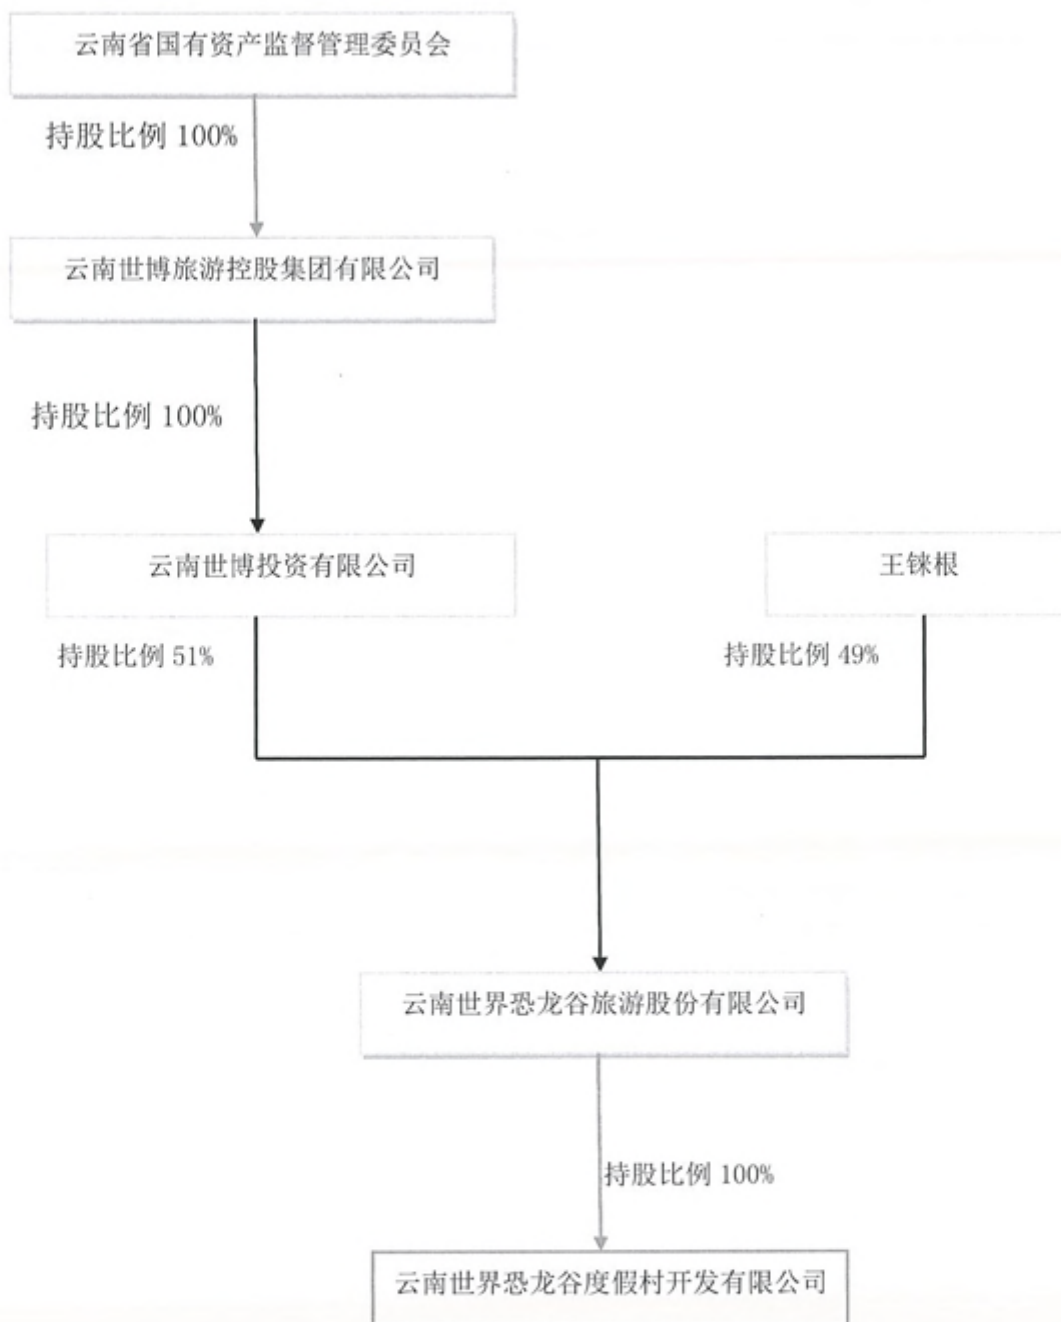 云南省国有资产监督管理委员会
持股比例 100%
云南世博旅游控股集团有限公司
持股比例 100%
云南世博投资有限公司
王铼根
持股比例 51%
持股比例 49%
云南世界恐龙谷旅游股份有限公司
持股比例 100%
云南世界恐龙谷度假村开发有限公司